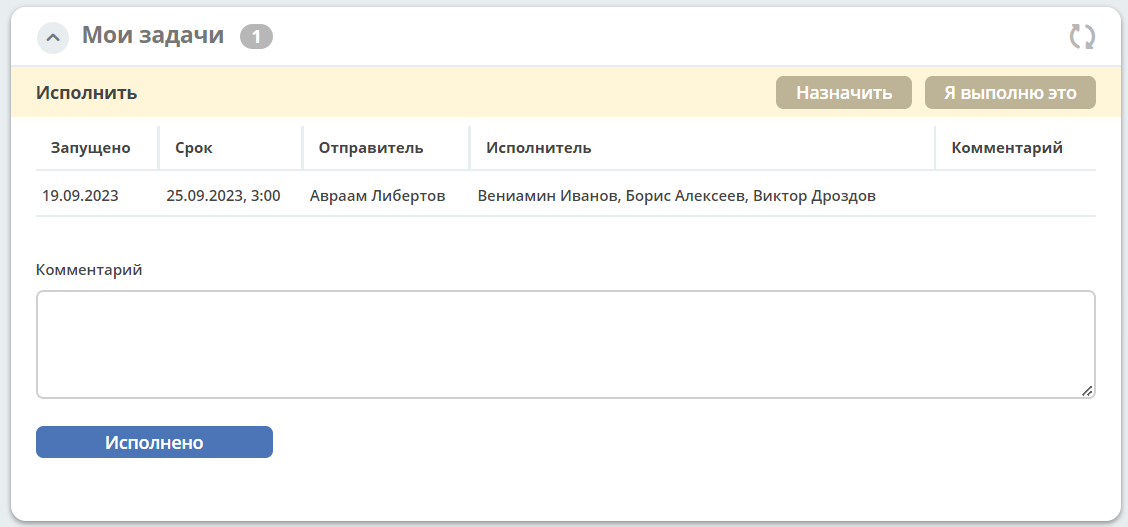 Мои задачи 1
Исполнить Назначить Я выполю это
Запущено Срок Отправитель Исполнитель Комментарий
19.09.2023 25.09.2023, 3:00 Авраам Либертов Вениамин Иванов, Борис Алексеев, Виктор Дроздов
Комментарий
Исполнено